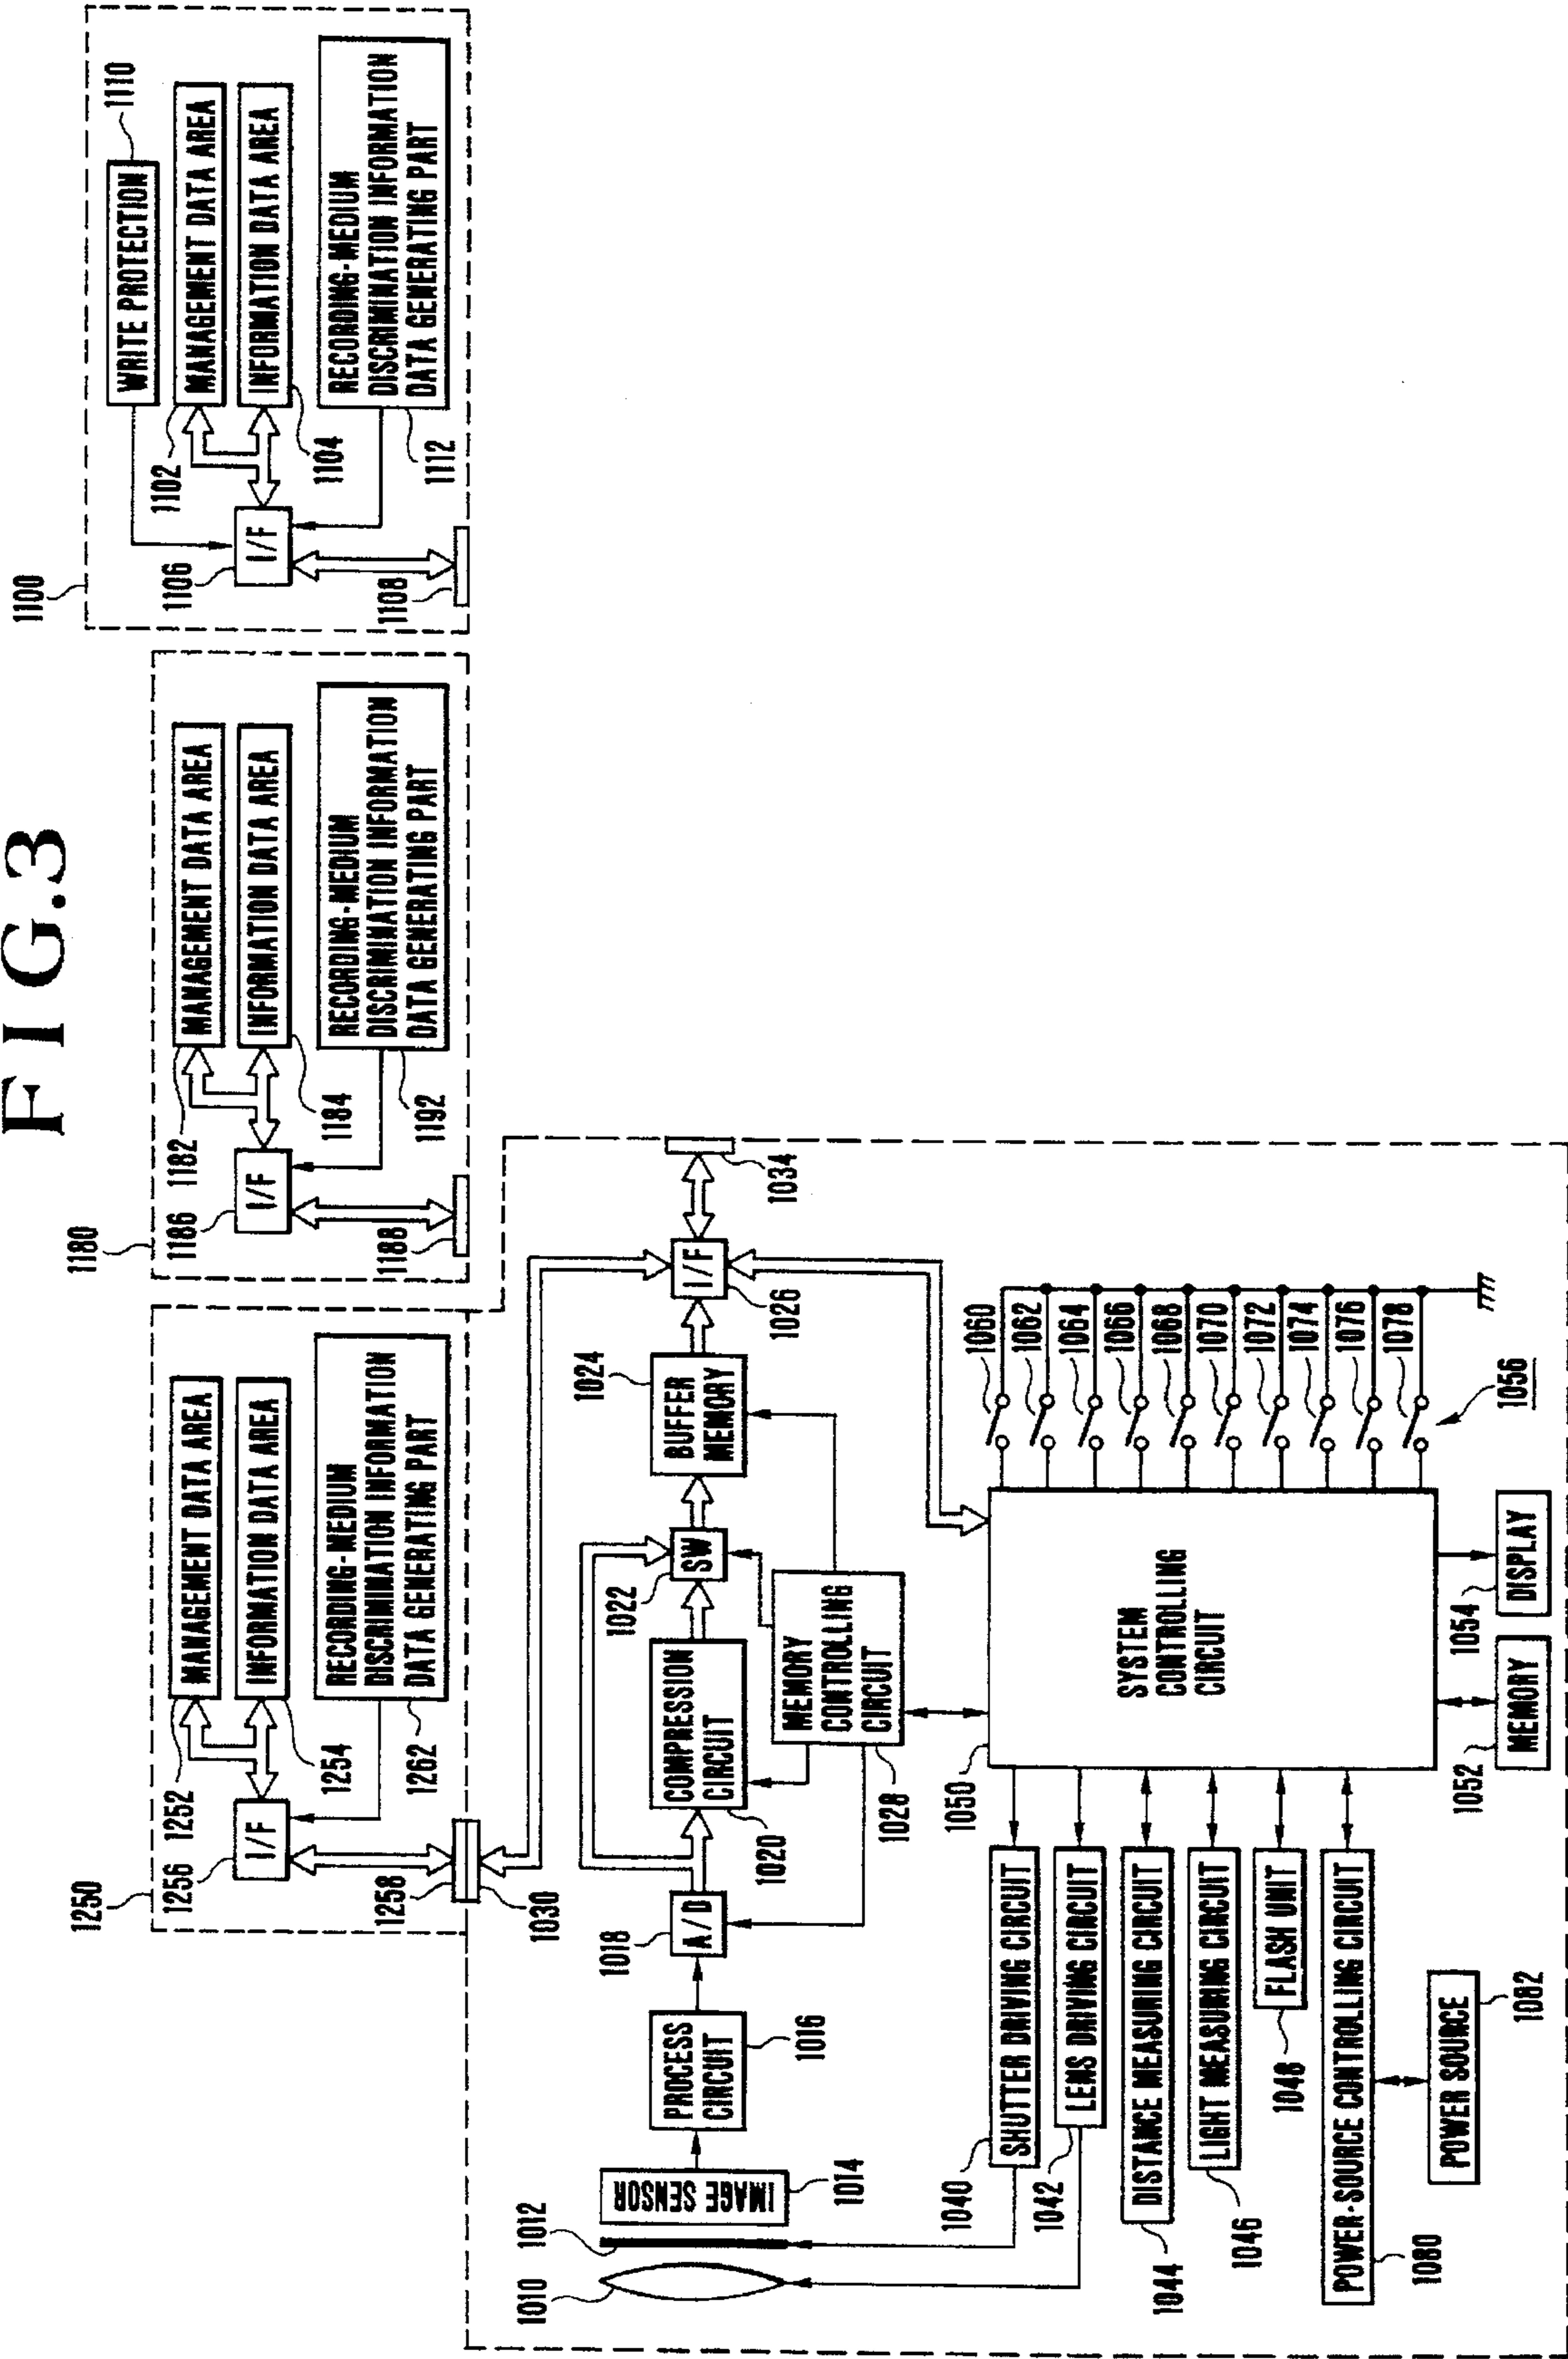 FIG.3
1250
1252
MANAGEMENT DATA AREA
INFORMATION DATA AREA
1254
1256
I/F
RECORDING-MEDIUM
DISCRIMINATION INFORMATION
DATA GENERATING PART
1262
1258
1030
1180
1182
MANAGEMENT DATA AREA
INFORMATION DATA AREA
1184
1186
I/F
RECORDING-MEDIUM
DISCRIMINATION INFORMATION
DATA GENERATING PART
1192
1188
1100
WRITE PROTECTION
1110
1102
MANAGEMENT DATA AREA
INFORMATION DATA AREA
1104
1106
I/F
RECORDING-MEDIUM
DISCRIMINATION INFORMATION
DATA GENERATING PART
1112
1108
1010
1012
IMAGE SENSOR
1014
PROCESS
CIRCUIT
1016
1018
A/D
COMPRESSION
CIRCUIT
1020
1022
SW
1024
BUFFER
MEMORY
I/F
1026
1034
MEMORY
CONTROLLING
CIRCUIT
1028
1040
SHUTTER DRIVING CIRCUIT
1042
LENS DRIVING CIRCUIT
1044
DISTANCE MEASURING CIRCUIT
1046
LIGHT MEASURING CIRCUIT
1048
FLASH UNIT
1080
POWER-SOURCE CONTROLLING CIRCUIT
POWER SOURCE
1082
1050
SYSTEM
CONTROLLING
CIRCUIT
1052
MEMORY
1054
DISPLAY
1060
1062
1064
1066
1068
1070
1072
1074
1076
1078
1056